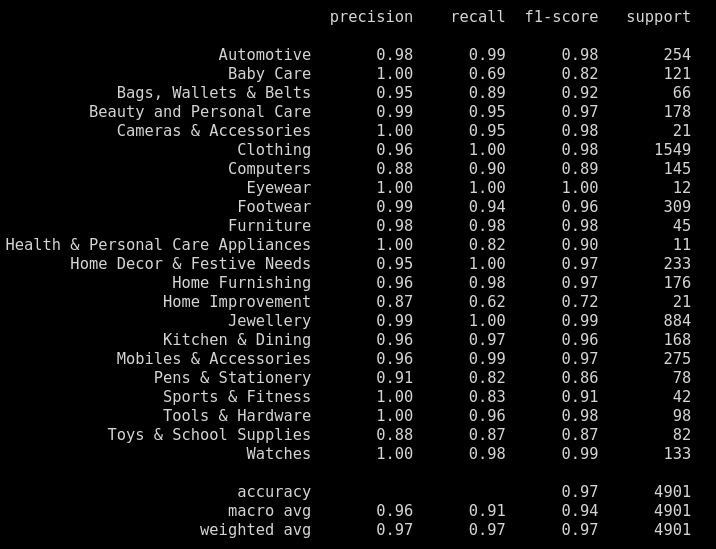 precision recall f1-score support
Automotive 0.98 0.99 0.98 254
Baby Care 1.00 0.69 0.82 121
Bags, Wallets & Belts 0.95 0.89 0.92 66
Beauty and Personal Care 0.99 0.95 0.97 178
Cameras & Accessories 1.00 0.95 0.98 21
Clothing 0.96 1.00 0.98 1549
Computers 0.88 0.90 0.89 145
Eyewear 1.00 1.00 1.00 12
Footwear 0.99 0.94 0.96 309
Furniture 0.98 0.98 0.98 45
Health & Personal Care Appliances 1.00 0.82 0.90 11
Home Decor & Festive Needs 0.95 1.00 0.97 233
Home Furnishing 0.96 0.98 0.97 176
Home Improvement 0.87 0.62 0.72 21
Jewellery 0.99 1.00 0.99 884
Kitchen & Dining 0.96 0.97 0.96 168
Mobiles & Accessories 0.96 0.99 0.97 275
Pens & Stationery 0.91 0.82 0.86 78
Sports & Fitness 1.00 0.83 0.91 42
Tools & Hardware 1.00 0.96 0.98 98
Toys & School Supplies 0.88 0.87 0.87 82
Watches 1.00 0.98 0.99 133
accuracy 0.97 4901
macro avg 0.96 0.91 0.94 4901
weighted avg 0.97 0.97 0.97 4901